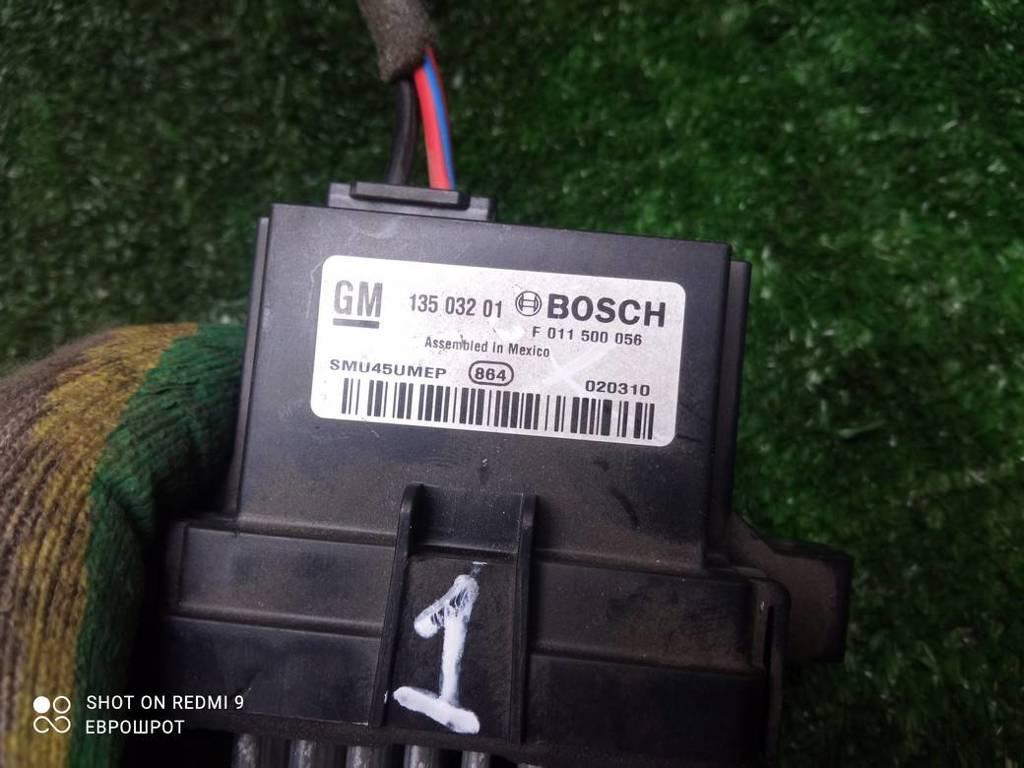 GM 135 032 01 BOSCH
F 011 500 056
Assembled in Mexico
SMU45UMEP 864 020310
1
SHOT ON REDMI 9
ЕВРОШРОТ